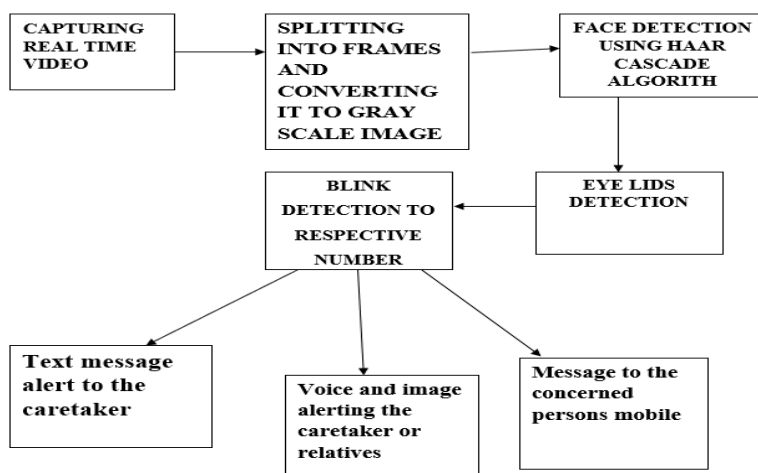 CAPTURING
REAL TIME
VIDEO
SPLITTING
INTO FRAMES
AND
CONVERTING
IT TO GRAY
SCALE IMAGE
FACE DETECTION
USING HAAR
CASCADE
ALGORITH
EYE LIDS
DETECTION
BLINK
DETECTION TO
RESPECTIVE
NUMBER
Text message
alert to the
caretaker
Voice and image
alerting the
caretaker or
relatives
Message to the
concerned
persons mobile